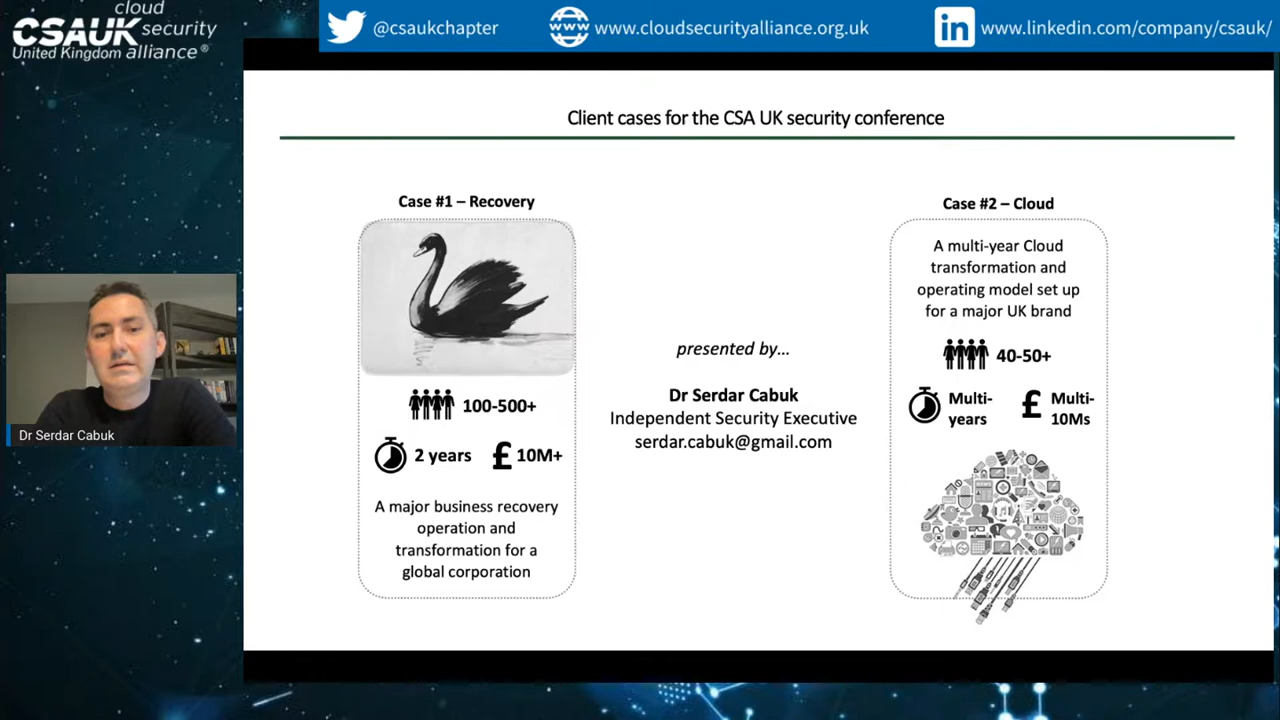 cloud
CSAUK security
United Kingdom alliance®
@csaukchapter
www.cloudsecurityalliance.org.uk
in
www.linkedin.com/company/csauk/
Client cases for the CSA UK security conference
Case #1 – Recovery
100-500+
2 years
£ 10M+
A major business recovery
operation and
transformation for a
global corporation
presented by...
Dr Serdar Cabuk
Independent Security Executive
serdar.cabuk@gmail.com
Case #2 – Cloud
A multi-year Cloud
transformation and
operating model set up
for a major UK brand
40-50+
Multi-
years
£ Multi-
10Ms
Dr Serdar Cabuk